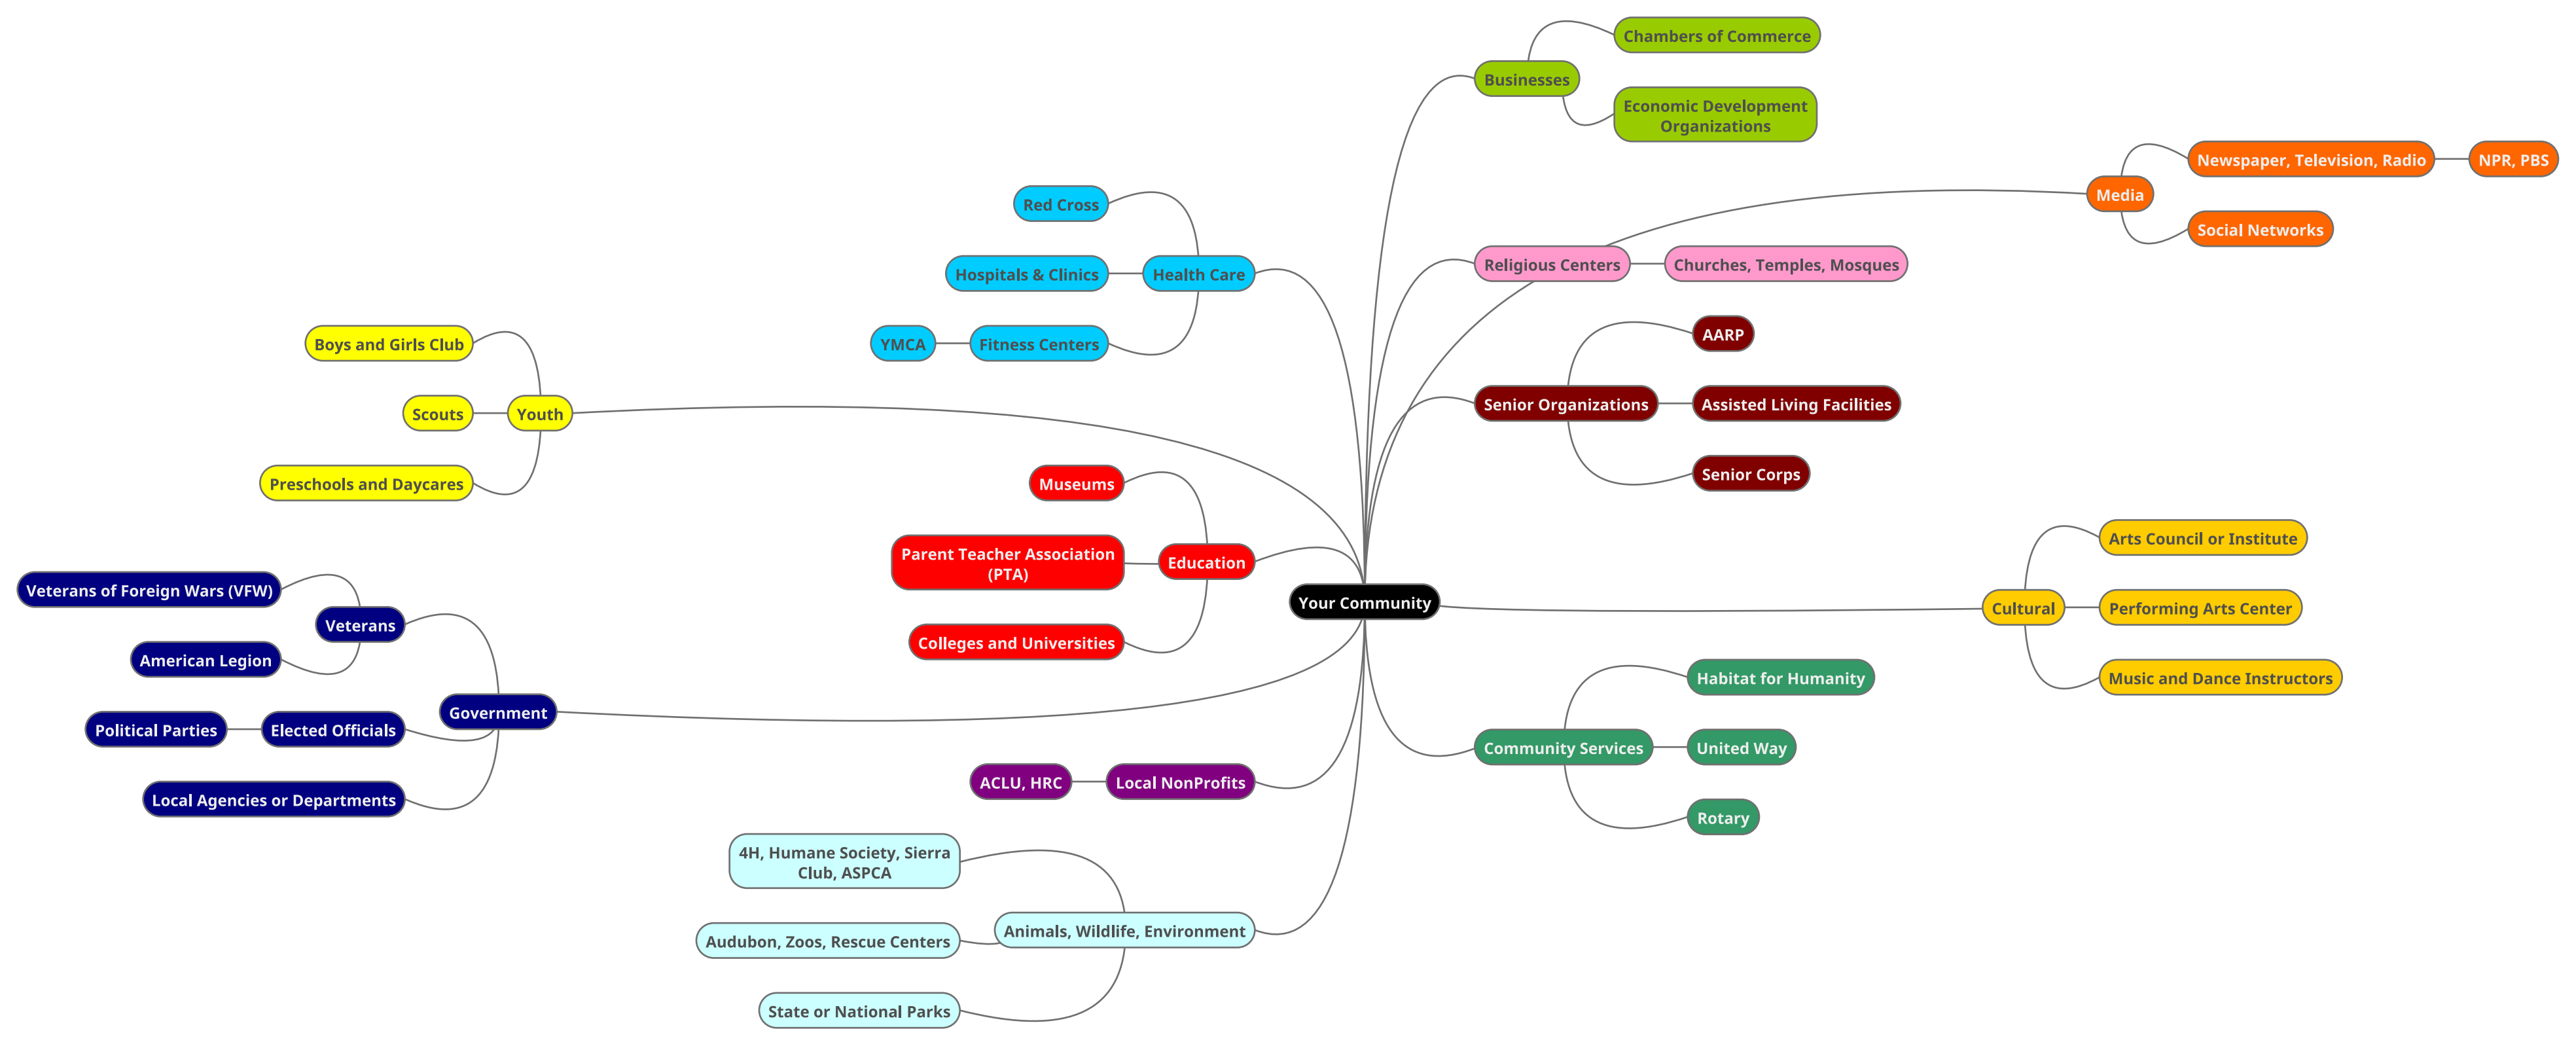 Chambers of Commerce
Businesses
Economic Development
Organizations
Newspaper, Television, Radio
NPR, PBS
Media
Social Networks
Religious Centers
Churches, Temples, Mosques
AARP
Senior Organizations
Assisted Living Facilities
Senior Corps
Arts Council or Institute
Cultural
Performing Arts Center
Music and Dance Instructors
Habitat for Humanity
Community Services
United Way
Rotary
Your Community
Red Cross
Hospitals & Clinics
Health Care
YMCA
Fitness Centers
Boys and Girls Club
Scouts
Youth
Preschools and Daycares
Museums
Parent Teacher Association
(PTA)
Education
Colleges and Universities
Veterans of Foreign Wars (VFW)
Veterans
American Legion
Government
Political Parties
Elected Officials
Local Agencies or Departments
ACLU, HRC
Local NonProfits
4H, Humane Society, Sierra
Club, ASPCA
Animals, Wildlife, Environment
Audubon, Zoos, Rescue Centers
State or National Parks